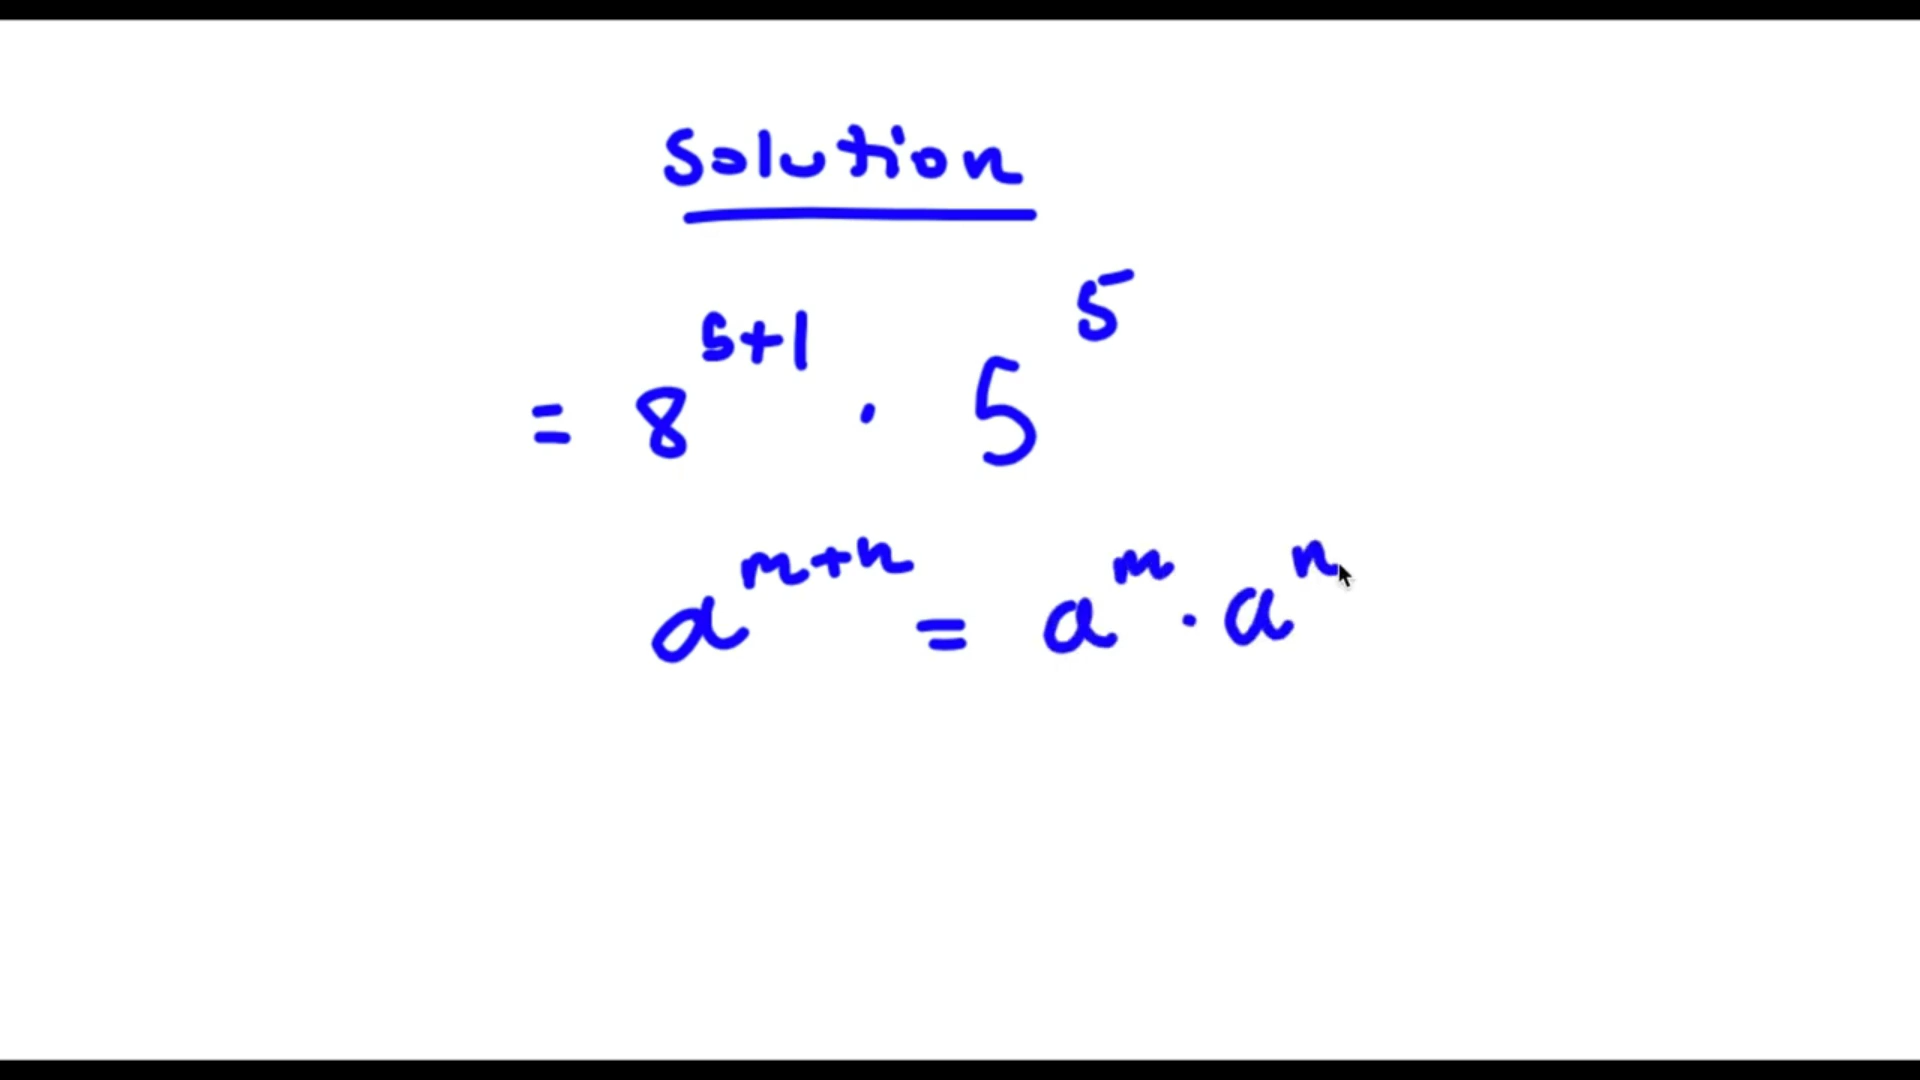 Solution
= 8^{5+1} · 5^5
a^{m+n} = a^m · a^n